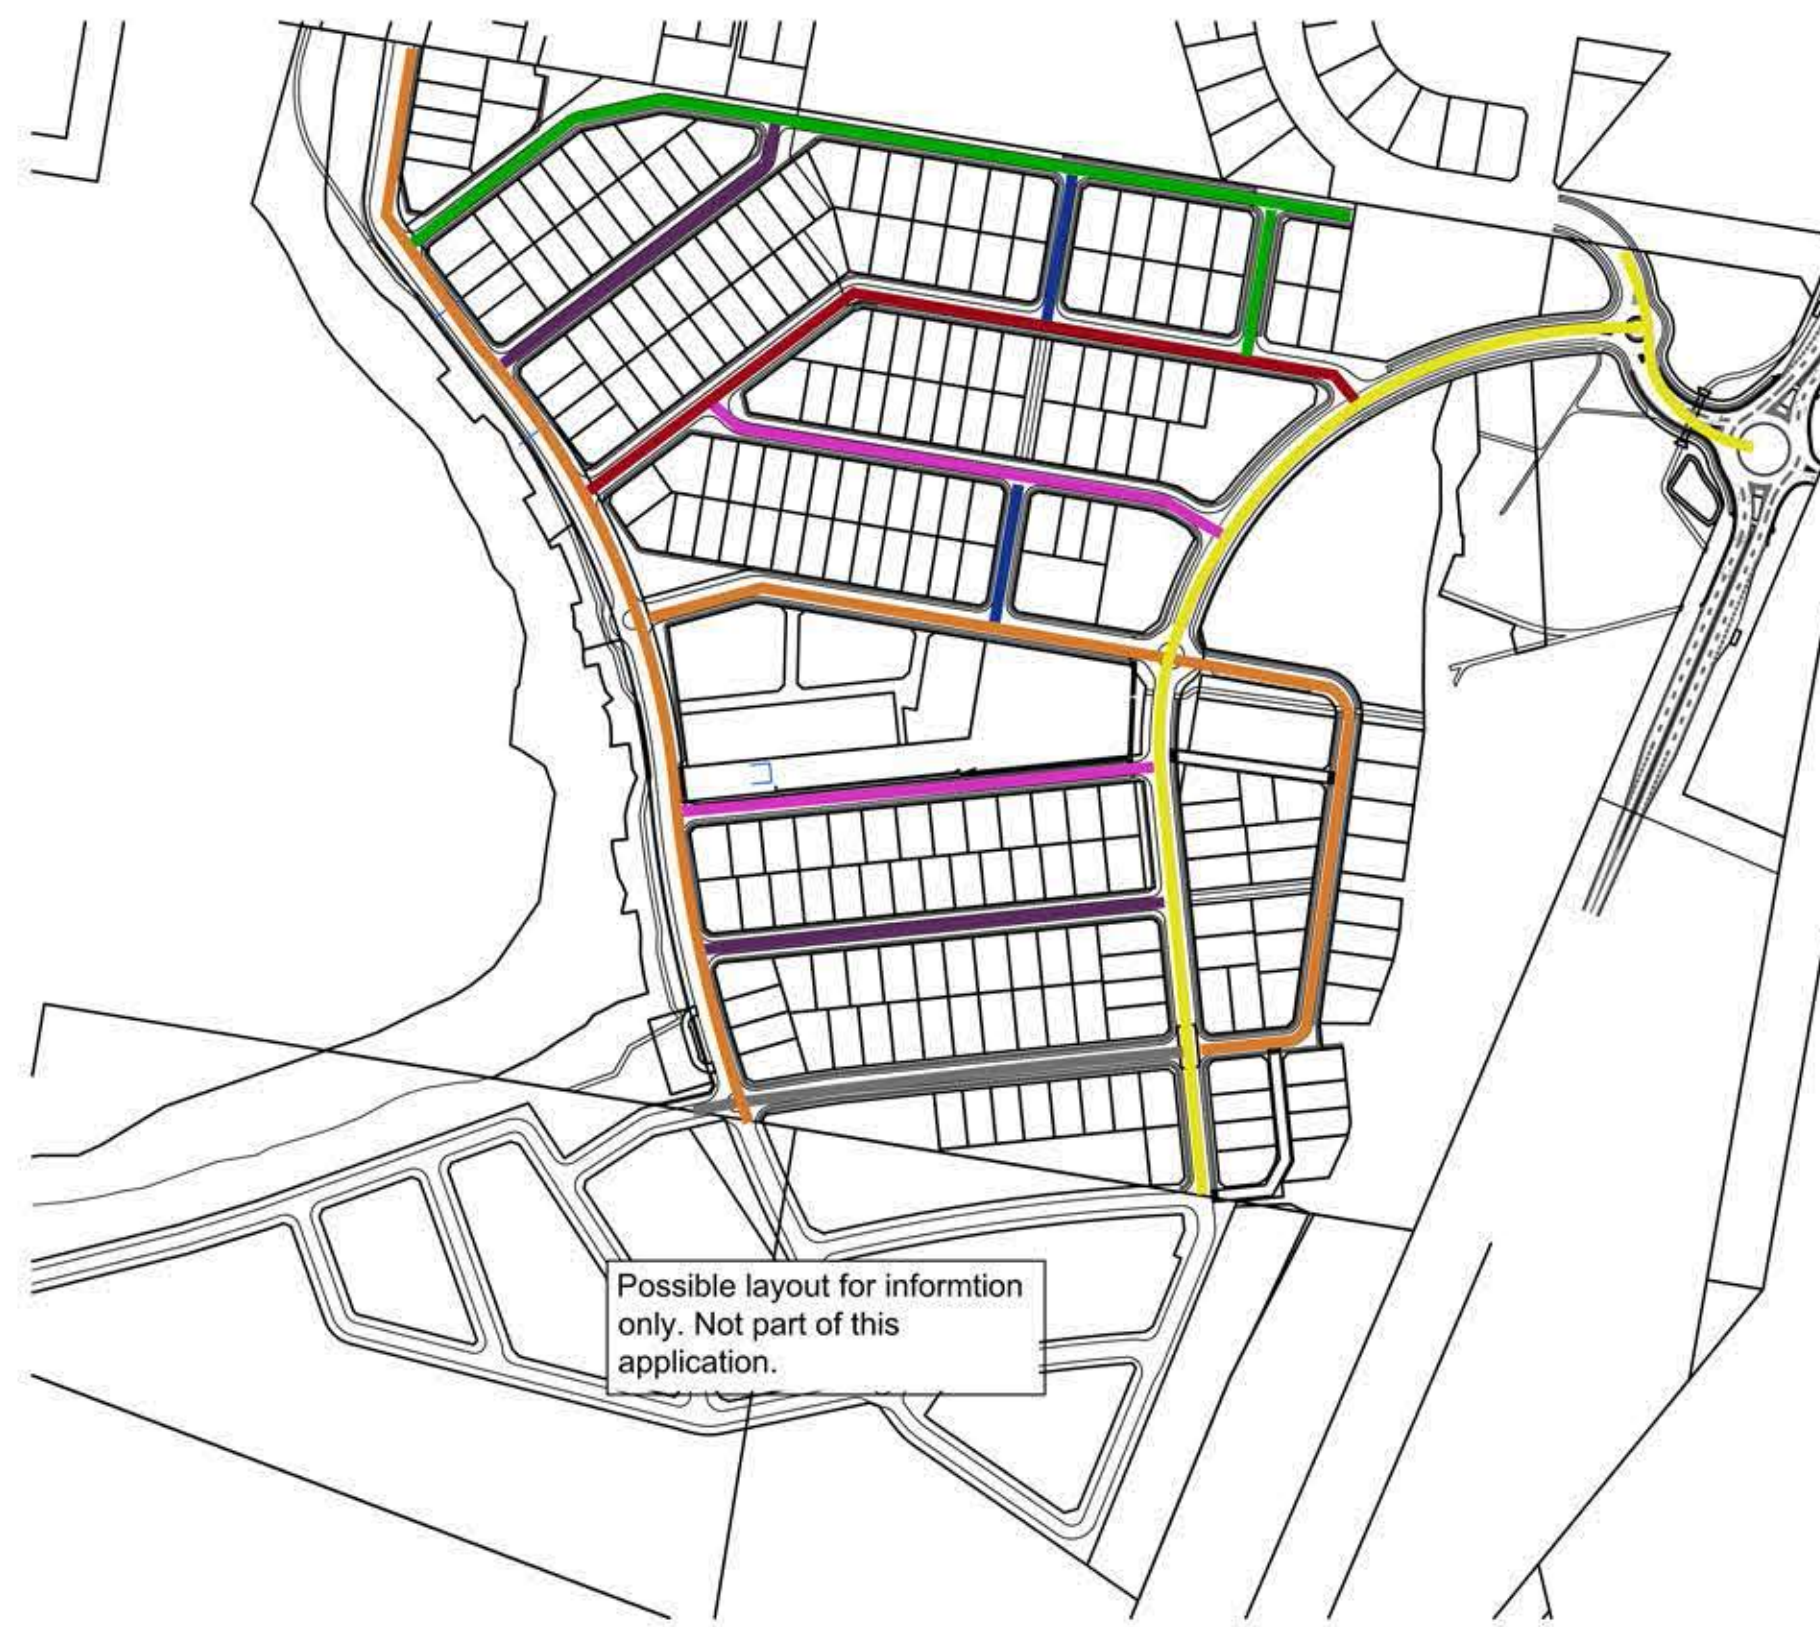 Possible layout for informtion
only. Not part of this
application.